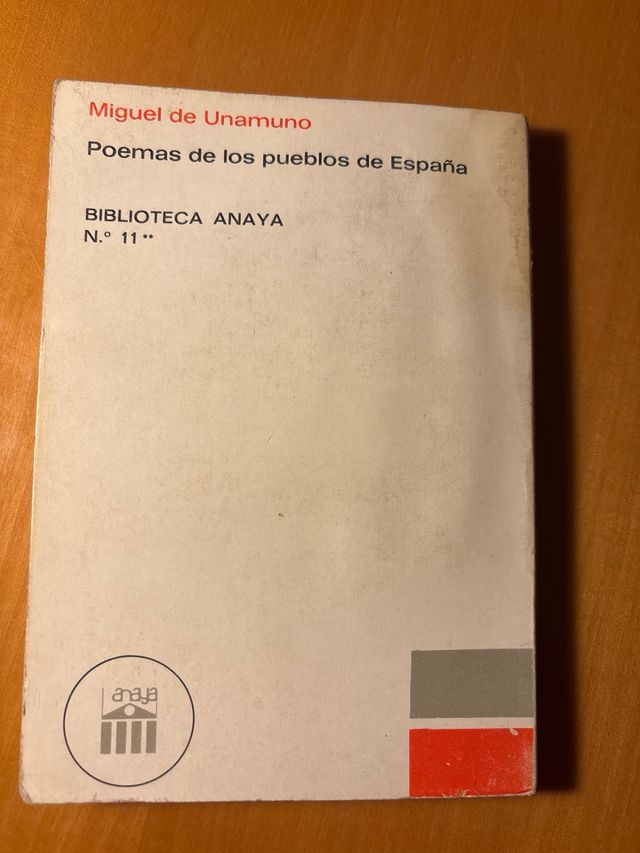 Miguel de Unamuno
Poemas de los pueblos de España
BIBLIOTECA ANAYA
N.º 11 **
anaya